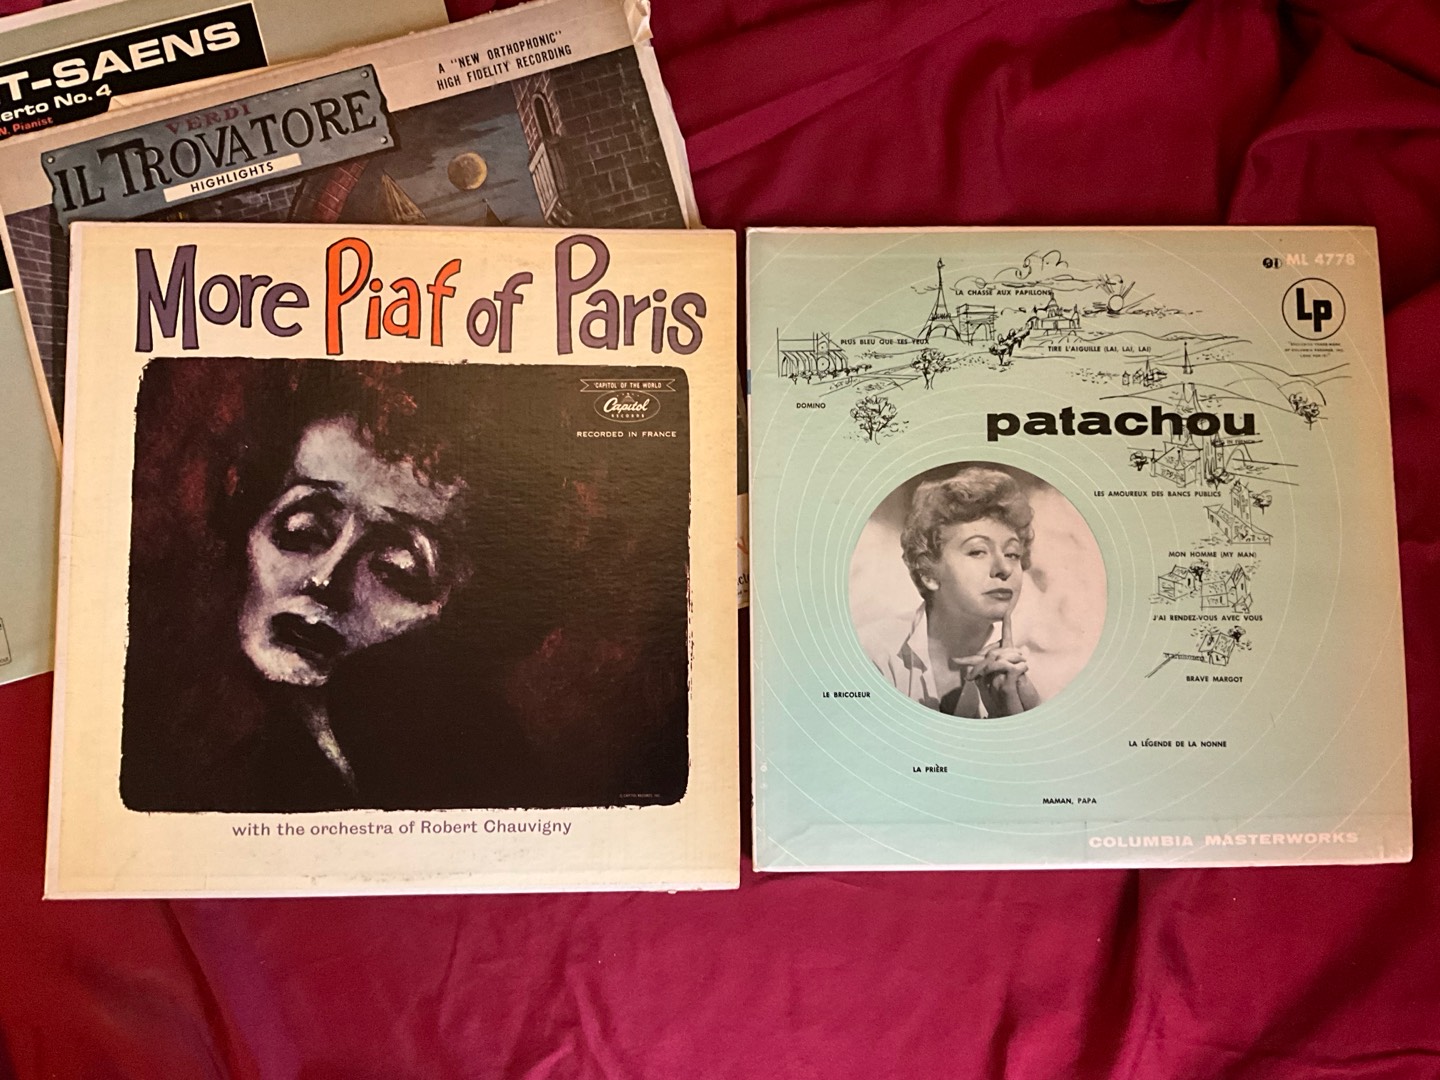 T-SAENS
erto No. 4
N, Pianist
A "NEW ORTHOPHONIC"
HIGH FIDELITY RECORDING
VERDI
IL TROVATORE
HIGHLIGHTS
More Piaf of Paris
"CAPITOL OF THE WORLD"
Capitol
RECORDS
RECORDED IN FRANCE
with the orchestra of Robert Chauvigny
ML 4778
Lp
LA CHASSE AUX PAPILLONS
PLUS BLEU QUE TES YEUX
TIRE L'AIGUILLE (LAI, LAI, LAI)
DOMINO
patachou
LES AMOUREUX DES BANCS PUBLICS
MON HOMME (MY MAN)
J'AI RENDEZ-VOUS AVEC VOUS
BRAVE MARGOT
LE BRICOLEUR
LA LÉGENDE DE LA NONNE
LA PRIÈRE
MAMAN, PAPA
COLUMBIA MASTERWORKS